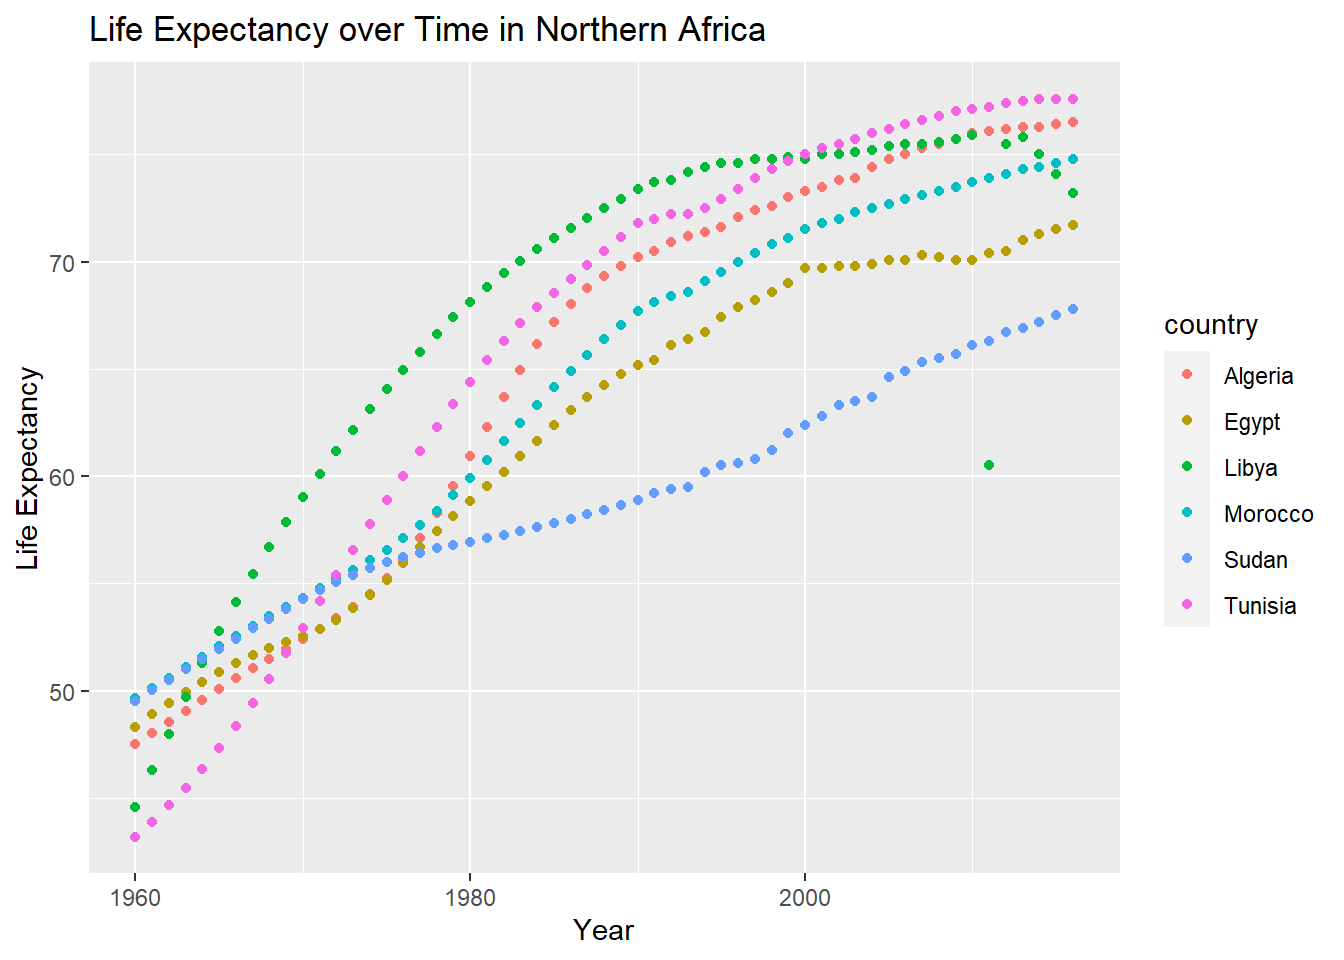 Life Expectancy over Time in Northern Africa
Life Expectancy
70
60
50
1960
1980
2000
Year
country
Algeria
Egypt
Libya
Morocco
Sudan
Tunisia